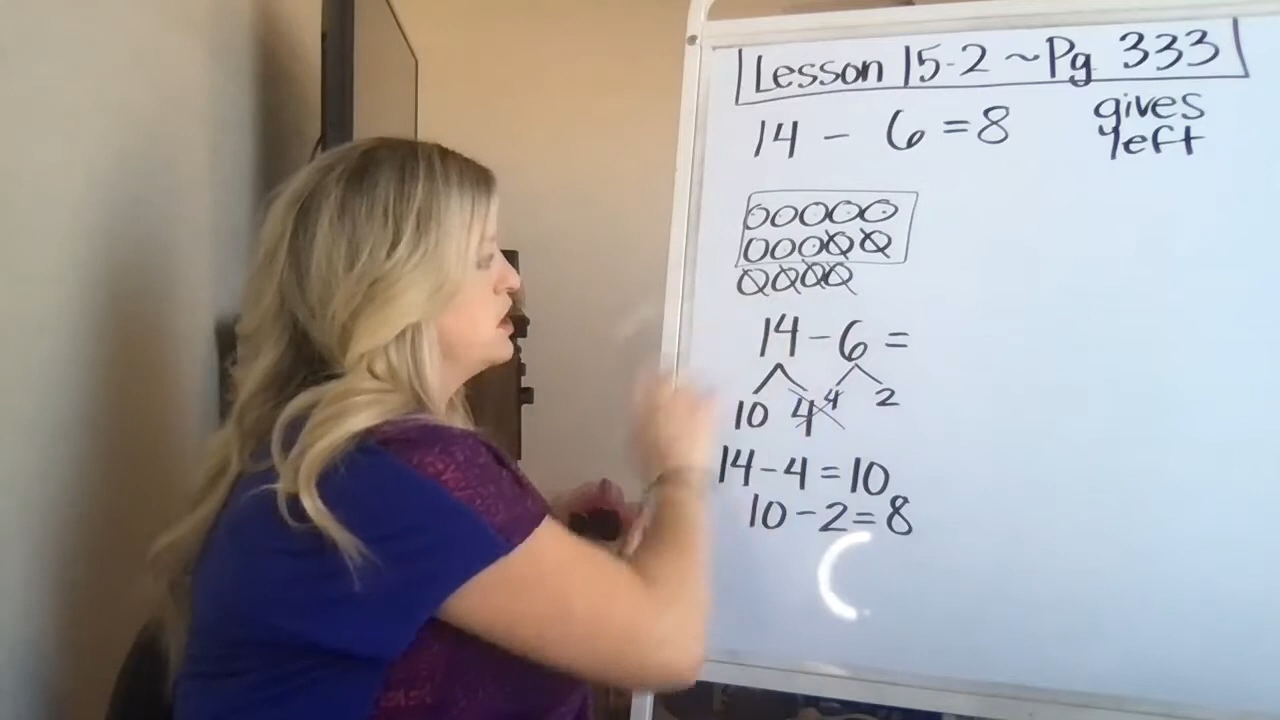 Lesson 15-2 ~ Pg 333
14 - 6 = 8
gives
left
14 - 6 =
10 4 4 2
14 - 4 = 10
10 - 2 = 8